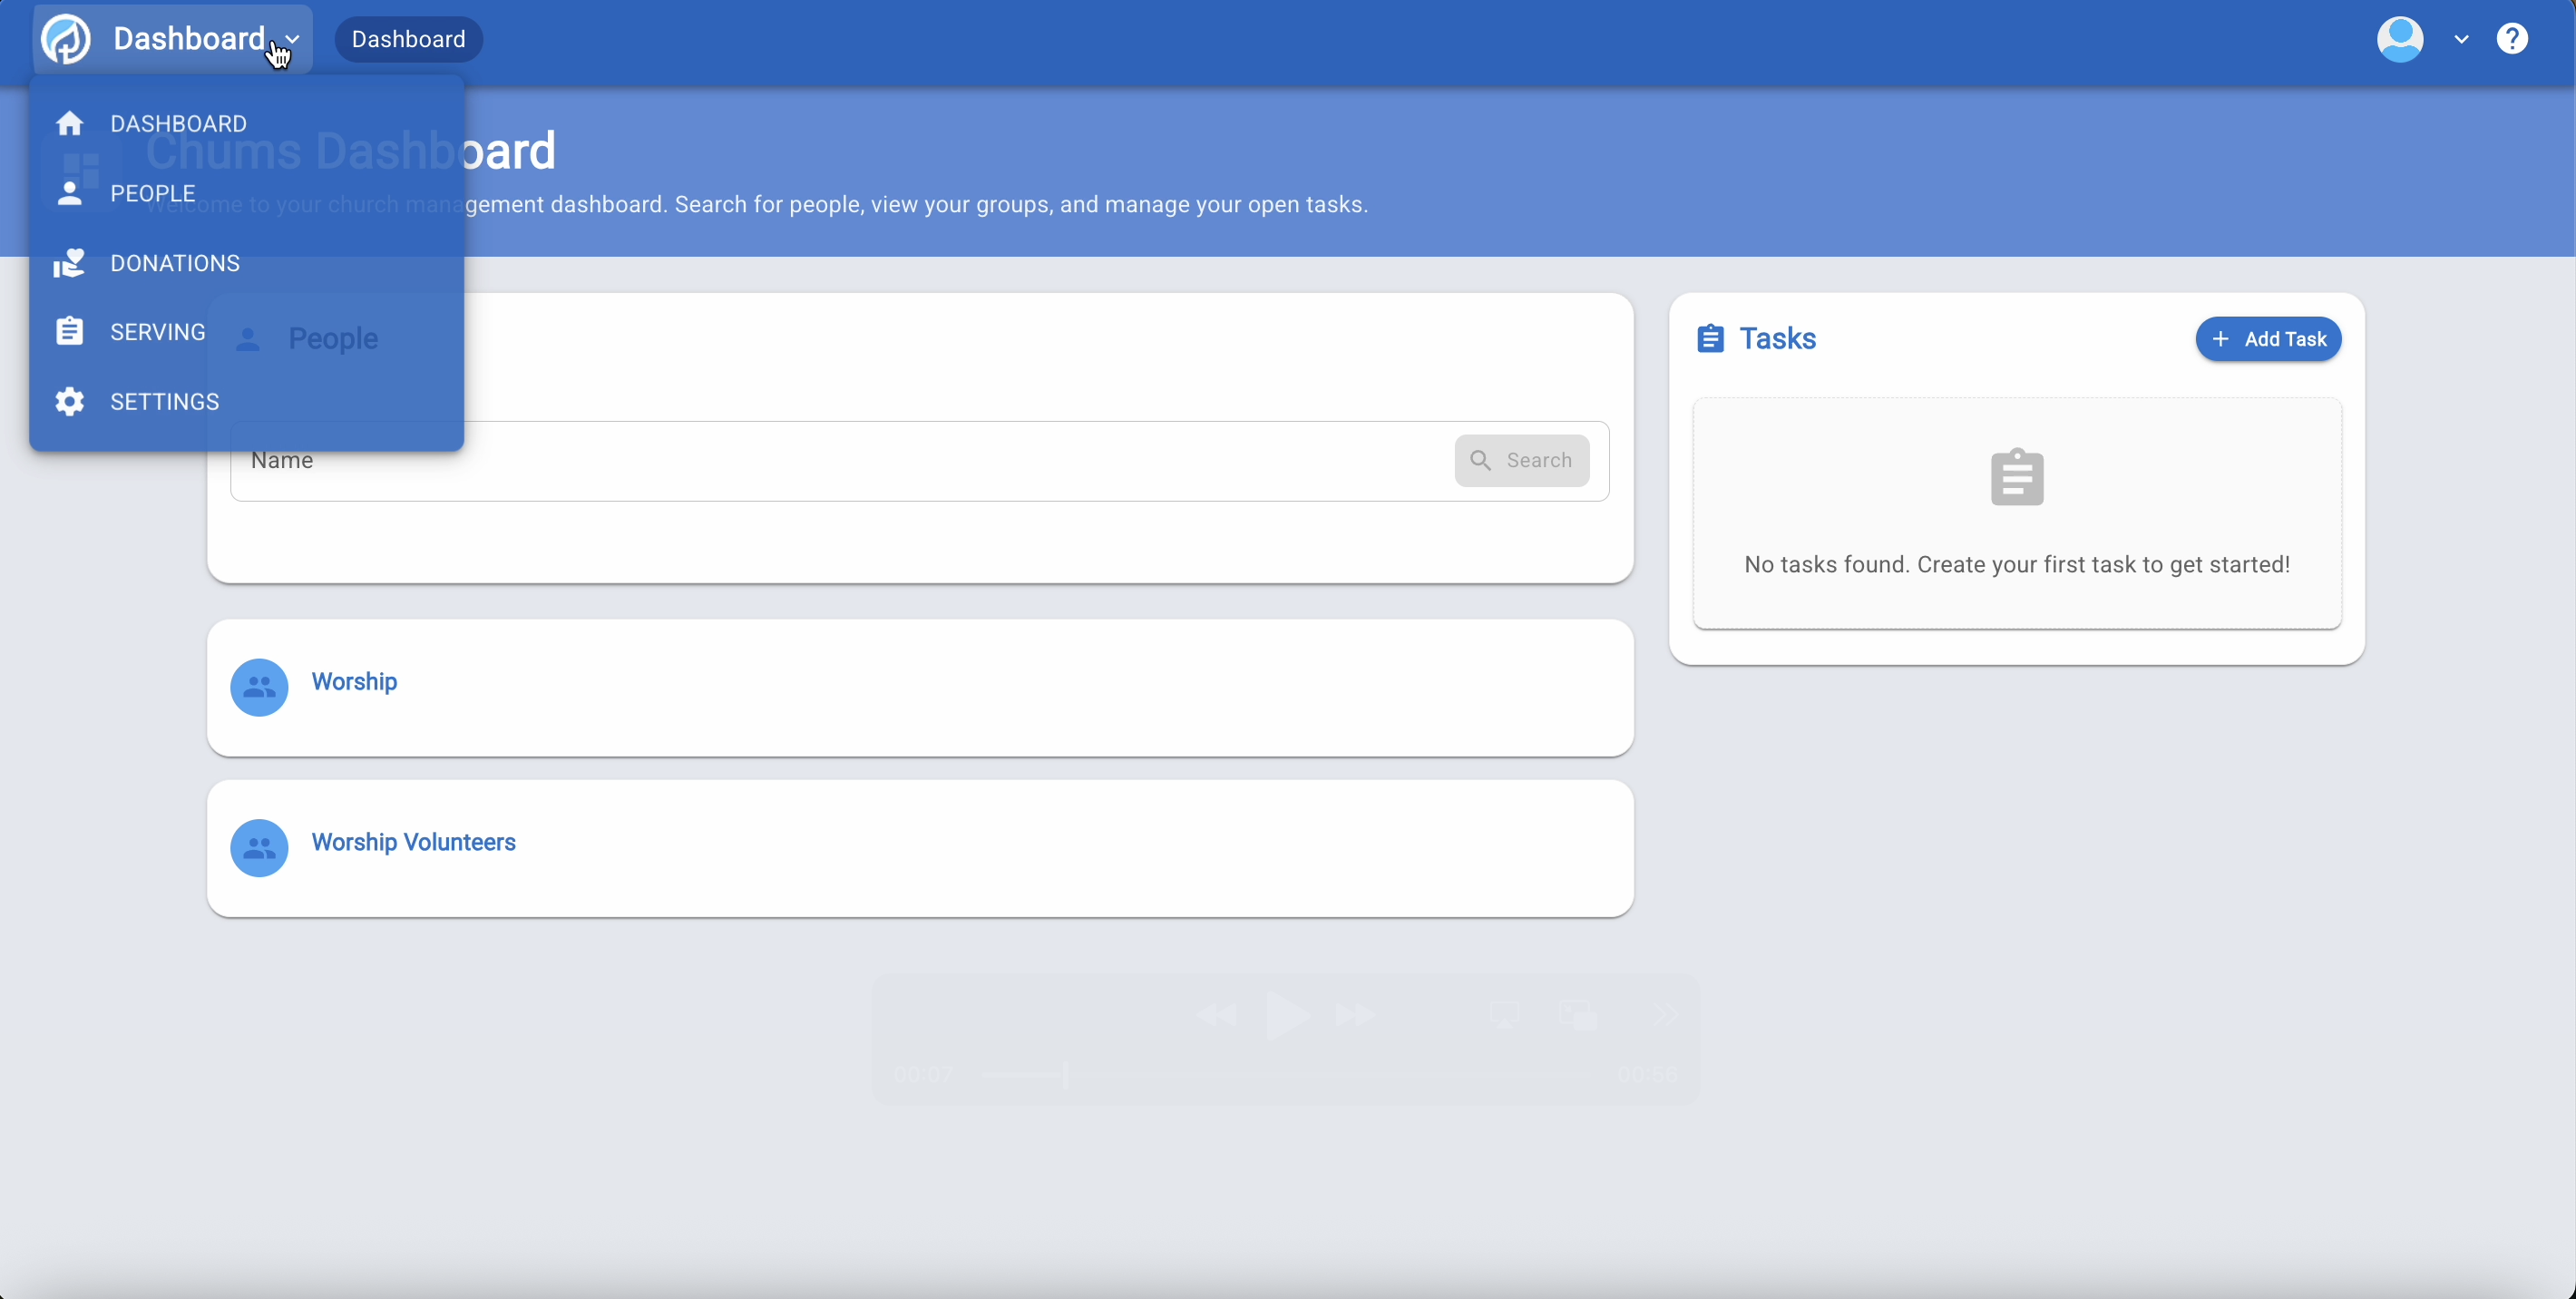 Dashboard
Dashboard
?
DASHBOARD
Chums Dashboard
PEOPLE
Welcome to your church management dashboard. Search for people, view your groups, and manage your open tasks.
DONATIONS
SERVING
People
SETTINGS
Name
Search
Tasks
+ Add Task
No tasks found. Create your first task to get started!
Worship
Worship Volunteers
00:07
00:56